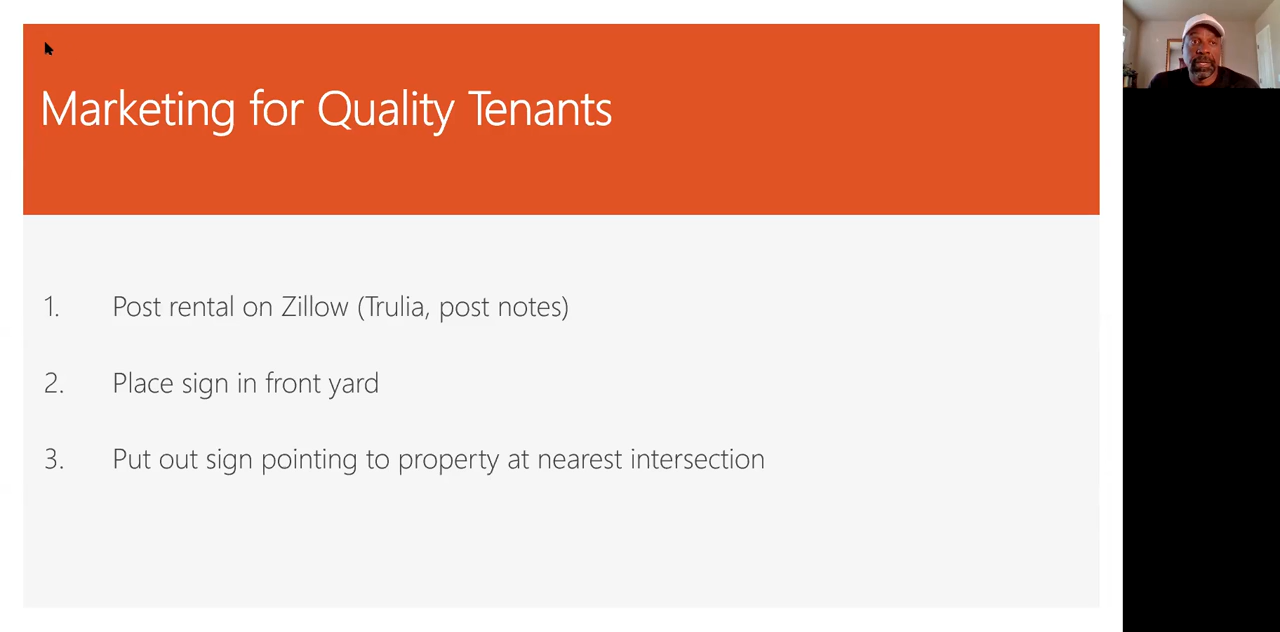 Marketing for Quality Tenants
1. Post rental on Zillow (Trulia, post notes)
2. Place sign in front yard
3. Put out sign pointing to property at nearest intersection